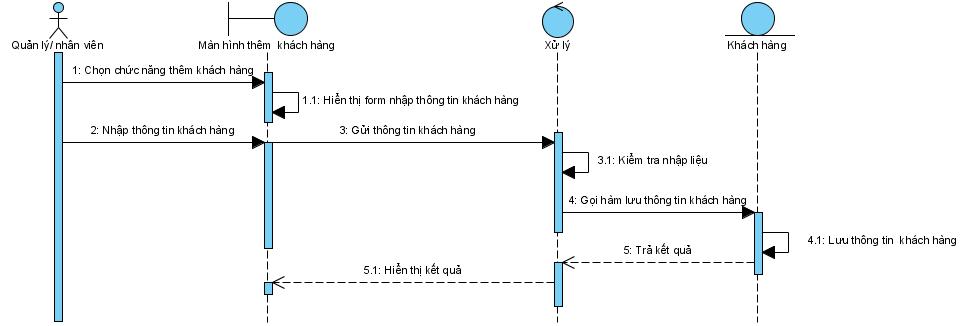 Quản lý/nhân viên
Màn hình thêm khách hàng
Xử lý
Khách hàng
1: Chọn chức năng thêm khách hàng
1.1: Hiển thị form nhập thông tin khách hàng
2: Nhập thông tin khách hàng
3: Gửi thông tin khách hàng
3.1: Kiểm tra nhập liệu
4: Gọi hàm lưu thông tin khách hàng
4.1: Lưu thông tin khách hàng
5: Trả kết quả
5.1: Hiển thị kết quả